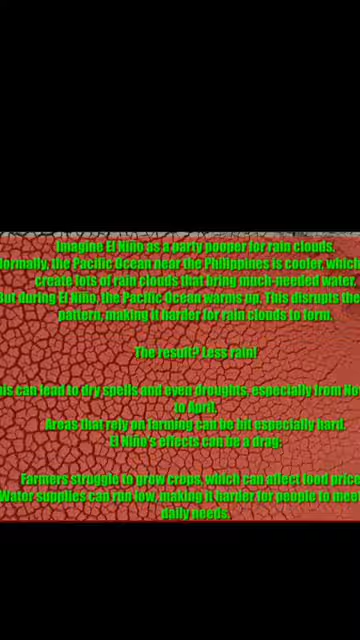 Imagine El Niño as a party pooper for rain clouds.
Normally, the Pacific Ocean near the Philippines is cooler, which
create lots of rain clouds that bring much-needed water.
But during El Niño, the Pacific Ocean warms up. This disrupts the
pattern, making it harder for rain clouds to form.
The result? Less rain!
can lead to dry spells and even droughts, especially from
to April.
Areas that rely on farming can be hit especially hard.
El Niño's effects can be a drag:
Farmers struggle to grow crops, which can affect food price
Water supplies can run low, making it harder for people to
daily needs.